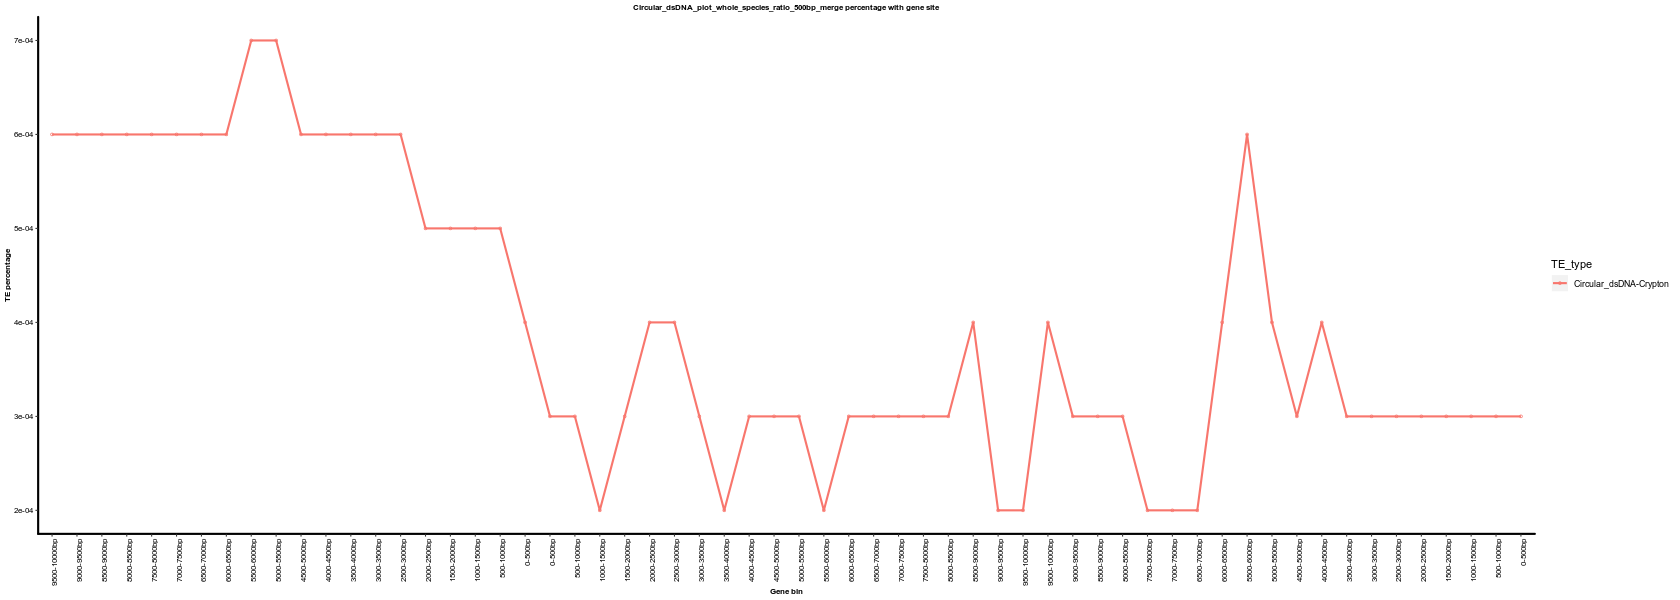 Circular_dsDNA_plot_whole_species_ratio_500bp_merge percentage with gene site
7e-04
6e-04
5e-04
4e-04
3e-04
2e-04
TE percentage
9500-10000bp
9000-9500bp
8500-9000bp
8000-8500bp
7500-8000bp
7000-7500bp
6500-7000bp
6000-6500bp
5500-6000bp
5000-5500bp
4500-5000bp
4000-4500bp
3500-4000bp
3000-3500bp
2500-3000bp
2000-2500bp
1500-2000bp
1000-1500bp
500-1000bp
0-500bp
0-500bp
500-1000bp
1000-1500bp
1500-2000bp
2000-2500bp
2500-3000bp
3000-3500bp
3500-4000bp
4000-4500bp
4500-5000bp
5000-5500bp
5500-6000bp
6000-6500bp
6500-7000bp
7000-7500bp
7500-8000bp
8000-8500bp
8500-9000bp
9000-9500bp
9500-10000bp
9500-10000bp
9000-9500bp
8500-9000bp
8000-8500bp
7500-8000bp
7000-7500bp
6500-7000bp
6000-6500bp
5500-6000bp
5000-5500bp
4500-5000bp
4000-4500bp
3500-4000bp
3000-3500bp
2500-3000bp
2000-2500bp
1500-2000bp
1000-1500bp
500-1000bp
0-500bp
Gene bin
TE_type
Circular_dsDNA-Crypton